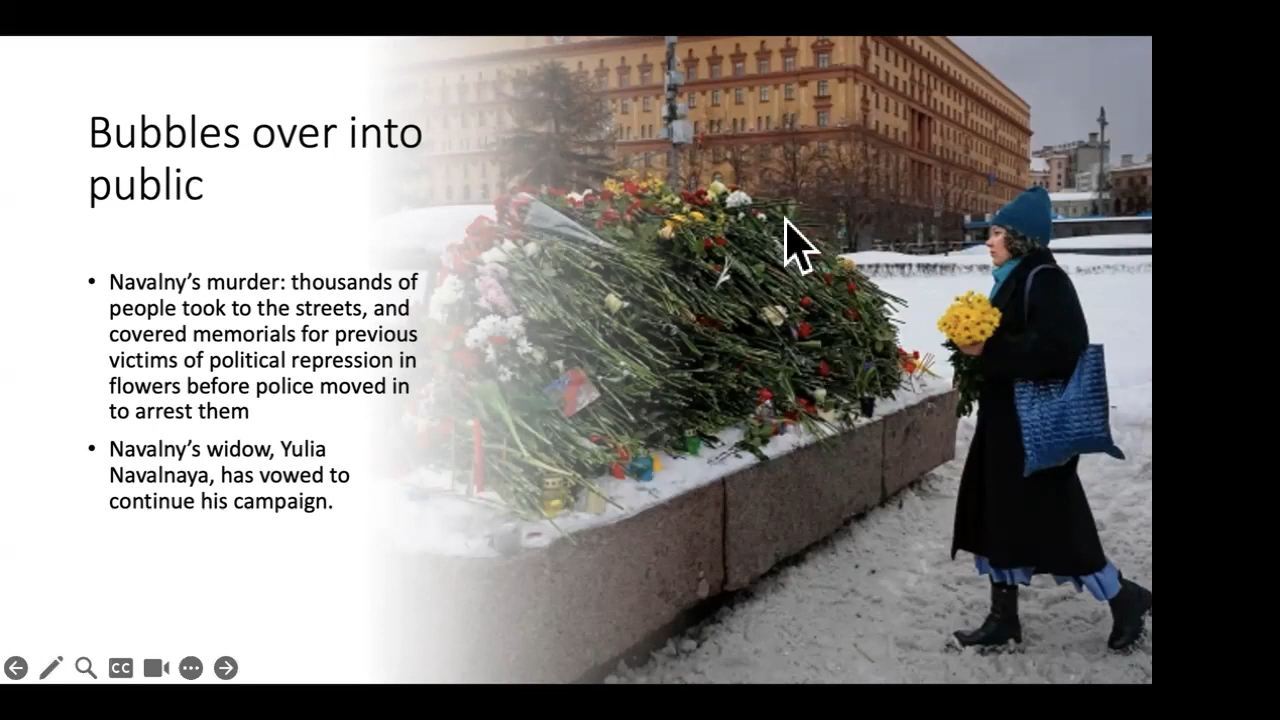 Bubbles over into
public
• Navalny’s murder: thousands of
people took to the streets, and
covered memorials for previous
victims of political repression in
flowers before police moved in
to arrest them
• Navalny’s widow, Yulia
Navalnaya, has vowed to
continue his campaign.
CC